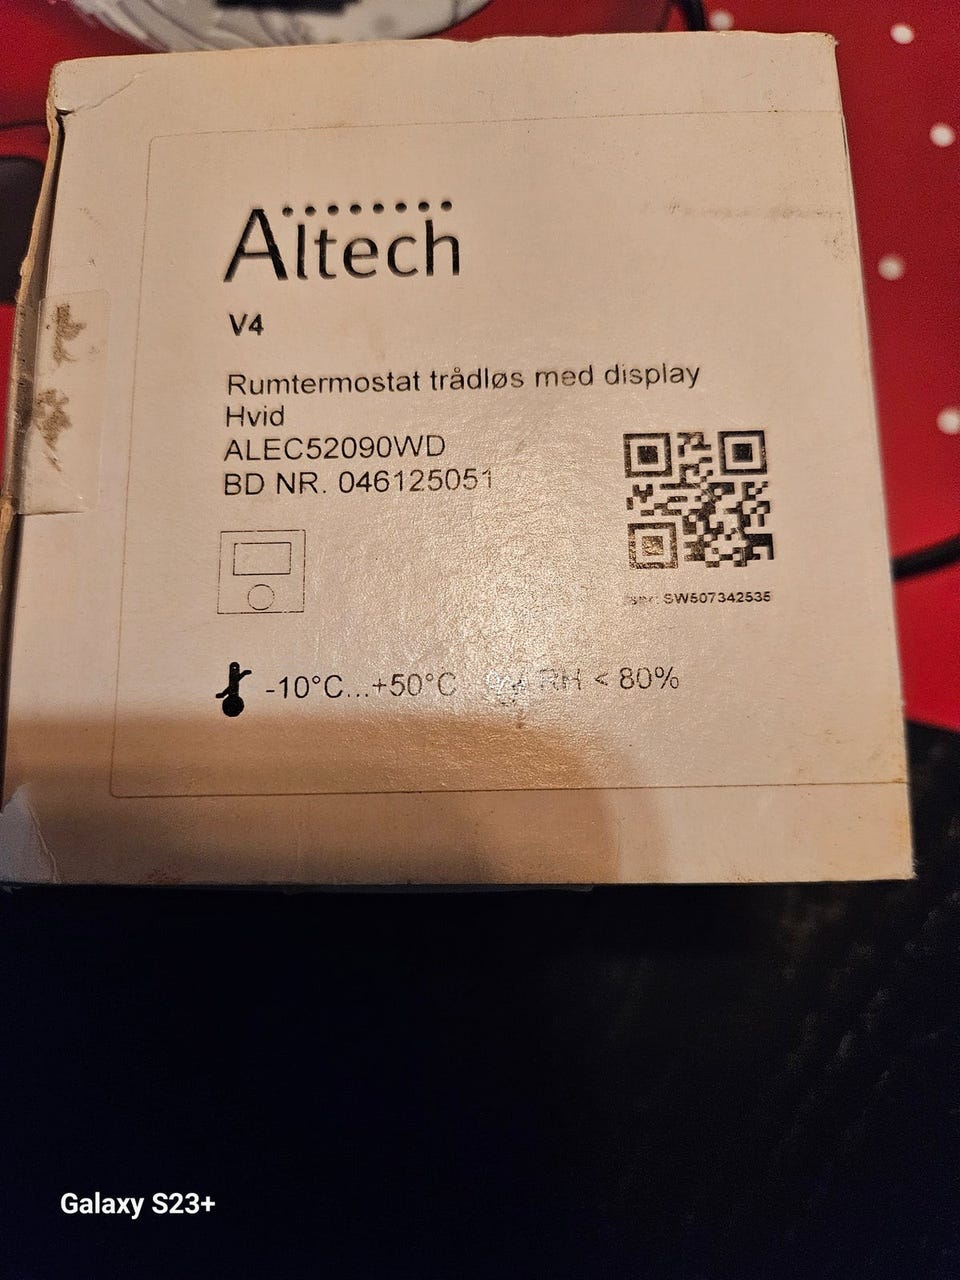 Altech
V4
Rumtermostat trådløs med display
Hvid
ALEC52090WD
BD NR. 046125051
SW507342535
-10°C...+50°C RH < 80%
Galaxy S23+